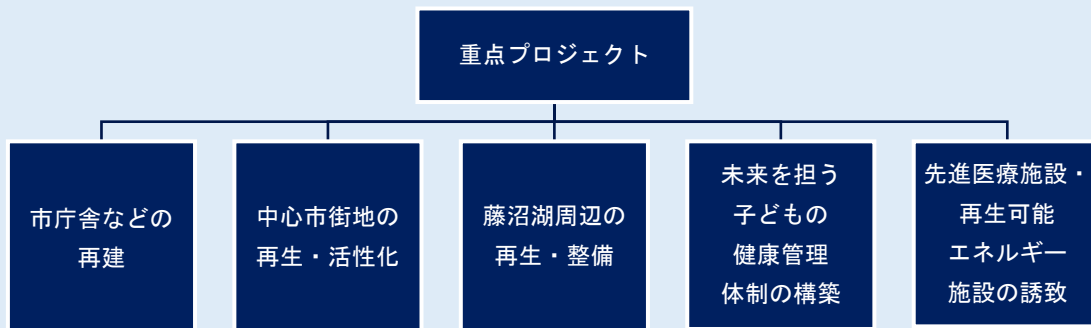 重点プロジェクト
市庁舎などの
再建
中心市街地の
再生・活性化
藤沼湖周辺の
再生・整備
未来を担う
子どもの
健康管理
体制の構築
先進医療施設・
再生可能
エネルギー
施設の誘致